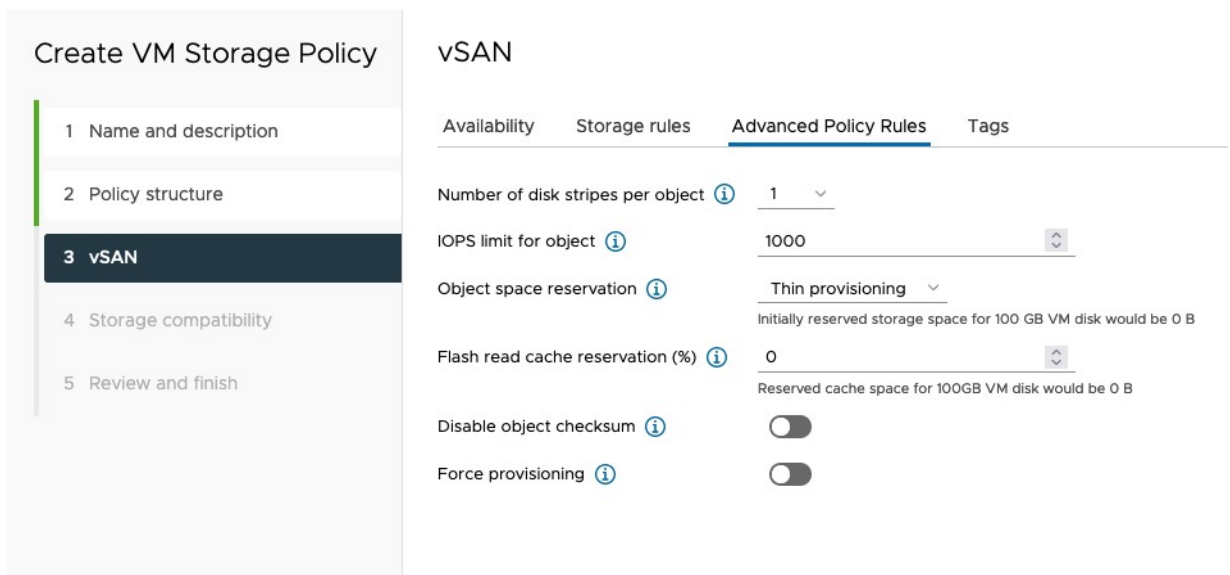 Create VM Storage Policy
1 Name and description
2 Policy structure
3 vSAN
4 Storage compatibility
5 Review and finish
vSAN
Availability Storage rules Advanced Policy Rules Tags
Number of disk stripes per object 1
IOPS limit for object 1000
Object space reservation Thin provisioning
Initially reserved storage space for 100 GB VM disk would be 0 B
Flash read cache reservation (%) 0
Reserved cache space for 100GB VM disk would be 0 B
Disable object checksum
Force provisioning